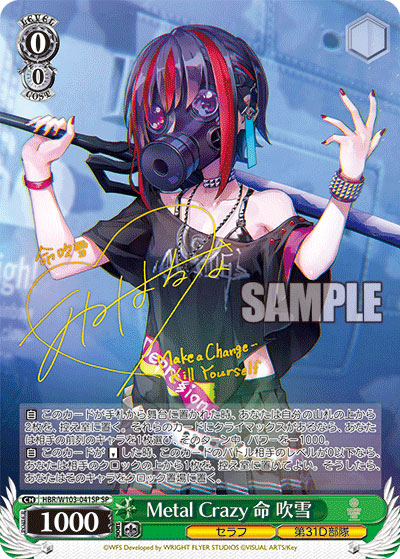 LEVEL
0
0
COST
命吹雪
SAMPLE
Make a Change-
Kill Yourself
Depression
自 このカードが手札から舞台に置かれた時、あなたは自分の山札の上から
2枚を、控え室に置く。それらのカードにクライマックスがあるなら、あなた
は相手の前列のキャラを1枚選び、そのターン中、パワーを－1000。
自 このカードが し
た時、このカードのバトル相手のレベルが0以下な
ら、あなたは相手のクロックの上から1枚を、控え室に置いてよい。そうしたら、
あなたはそのキャラをクロック置場に置く。
CH HBR/W103-041SP SP
1000
Metal Crazy 命 吹雪
セラフ
第31D部隊
©WFS Developed by WRIGHT FLYER STUDIOS ©VISUAL ARTS/Key